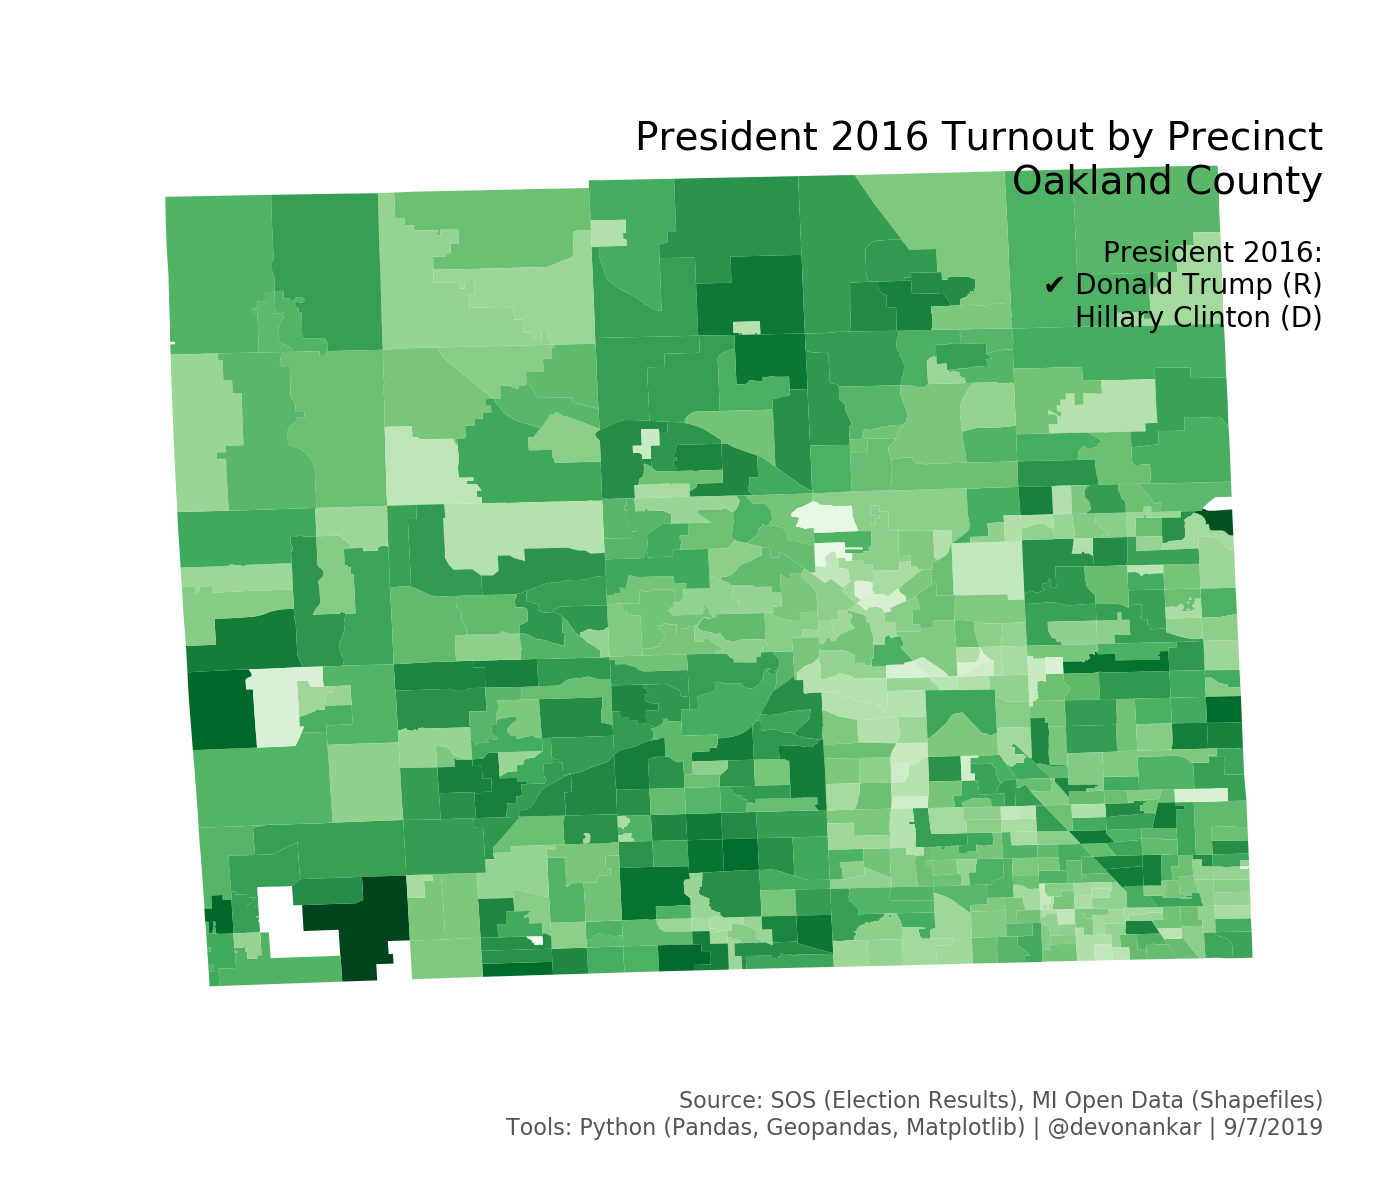 President 2016 Turnout by Precinct
Oakland County
President 2016:
✔ Donald Trump (R)
Hillary Clinton (D)
Source: SOS (Election Results), MI Open Data (Shapefiles)
Tools: Python (Pandas, Geopandas, Matplotlib) | @devonankar | 9/7/2019